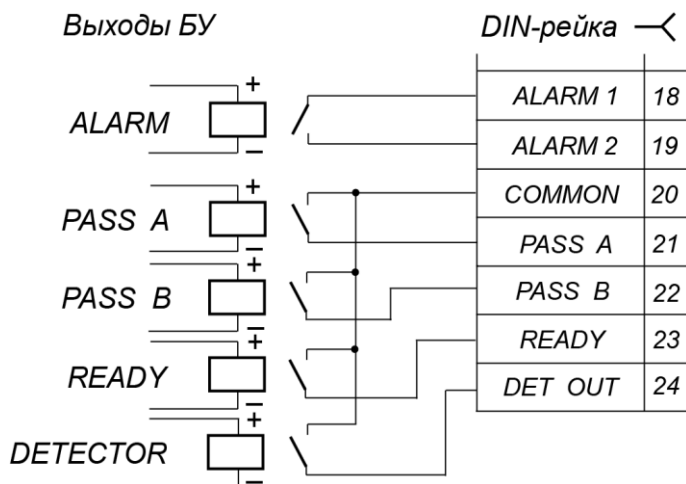 Выходы БУ
DIN-рейка
+
ALARM
−
ALARM 1 18
ALARM 2 19
+
PASS A
−
COMMON 20
PASS A 21
+
PASS B
−
PASS B 22
+
READY
−
READY 23
+
DETECTOR
−
DET OUT 24